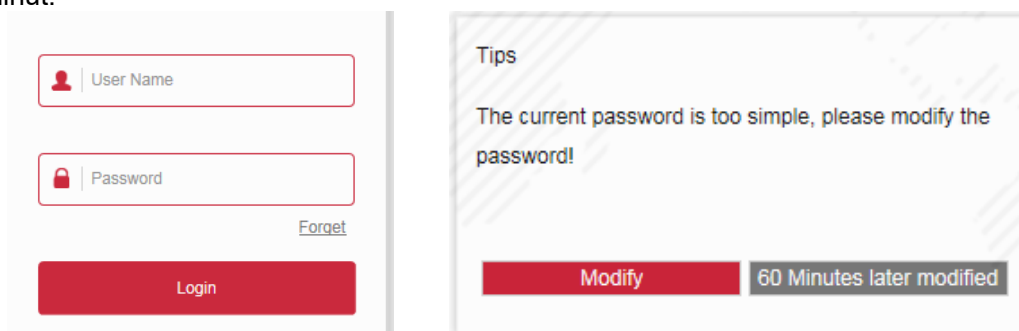 User Name
Password
Forget
Login
Tips
The current password is too simple, please modify the
password!
Modify
60 Minutes later modified